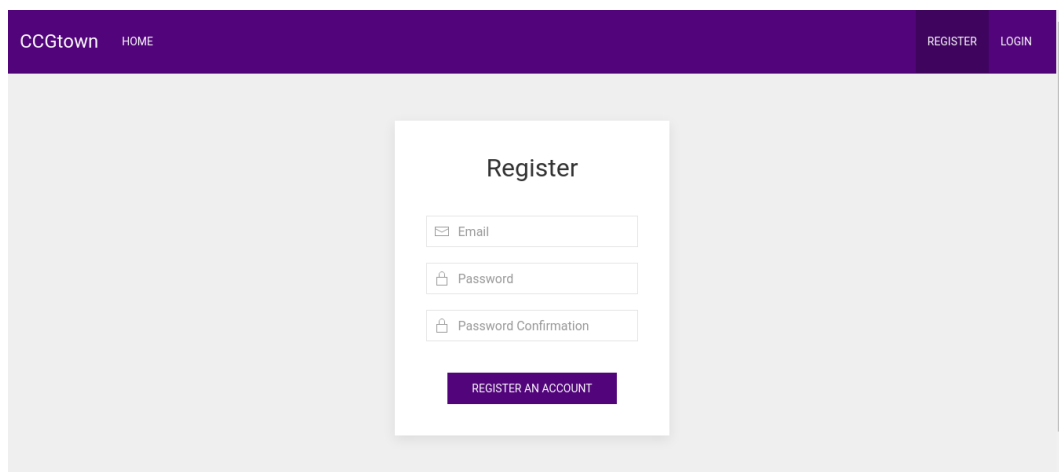 CCGtown HOME REGISTER LOGIN
Register
Email
Password
Password Confirmation
REGISTER AN ACCOUNT